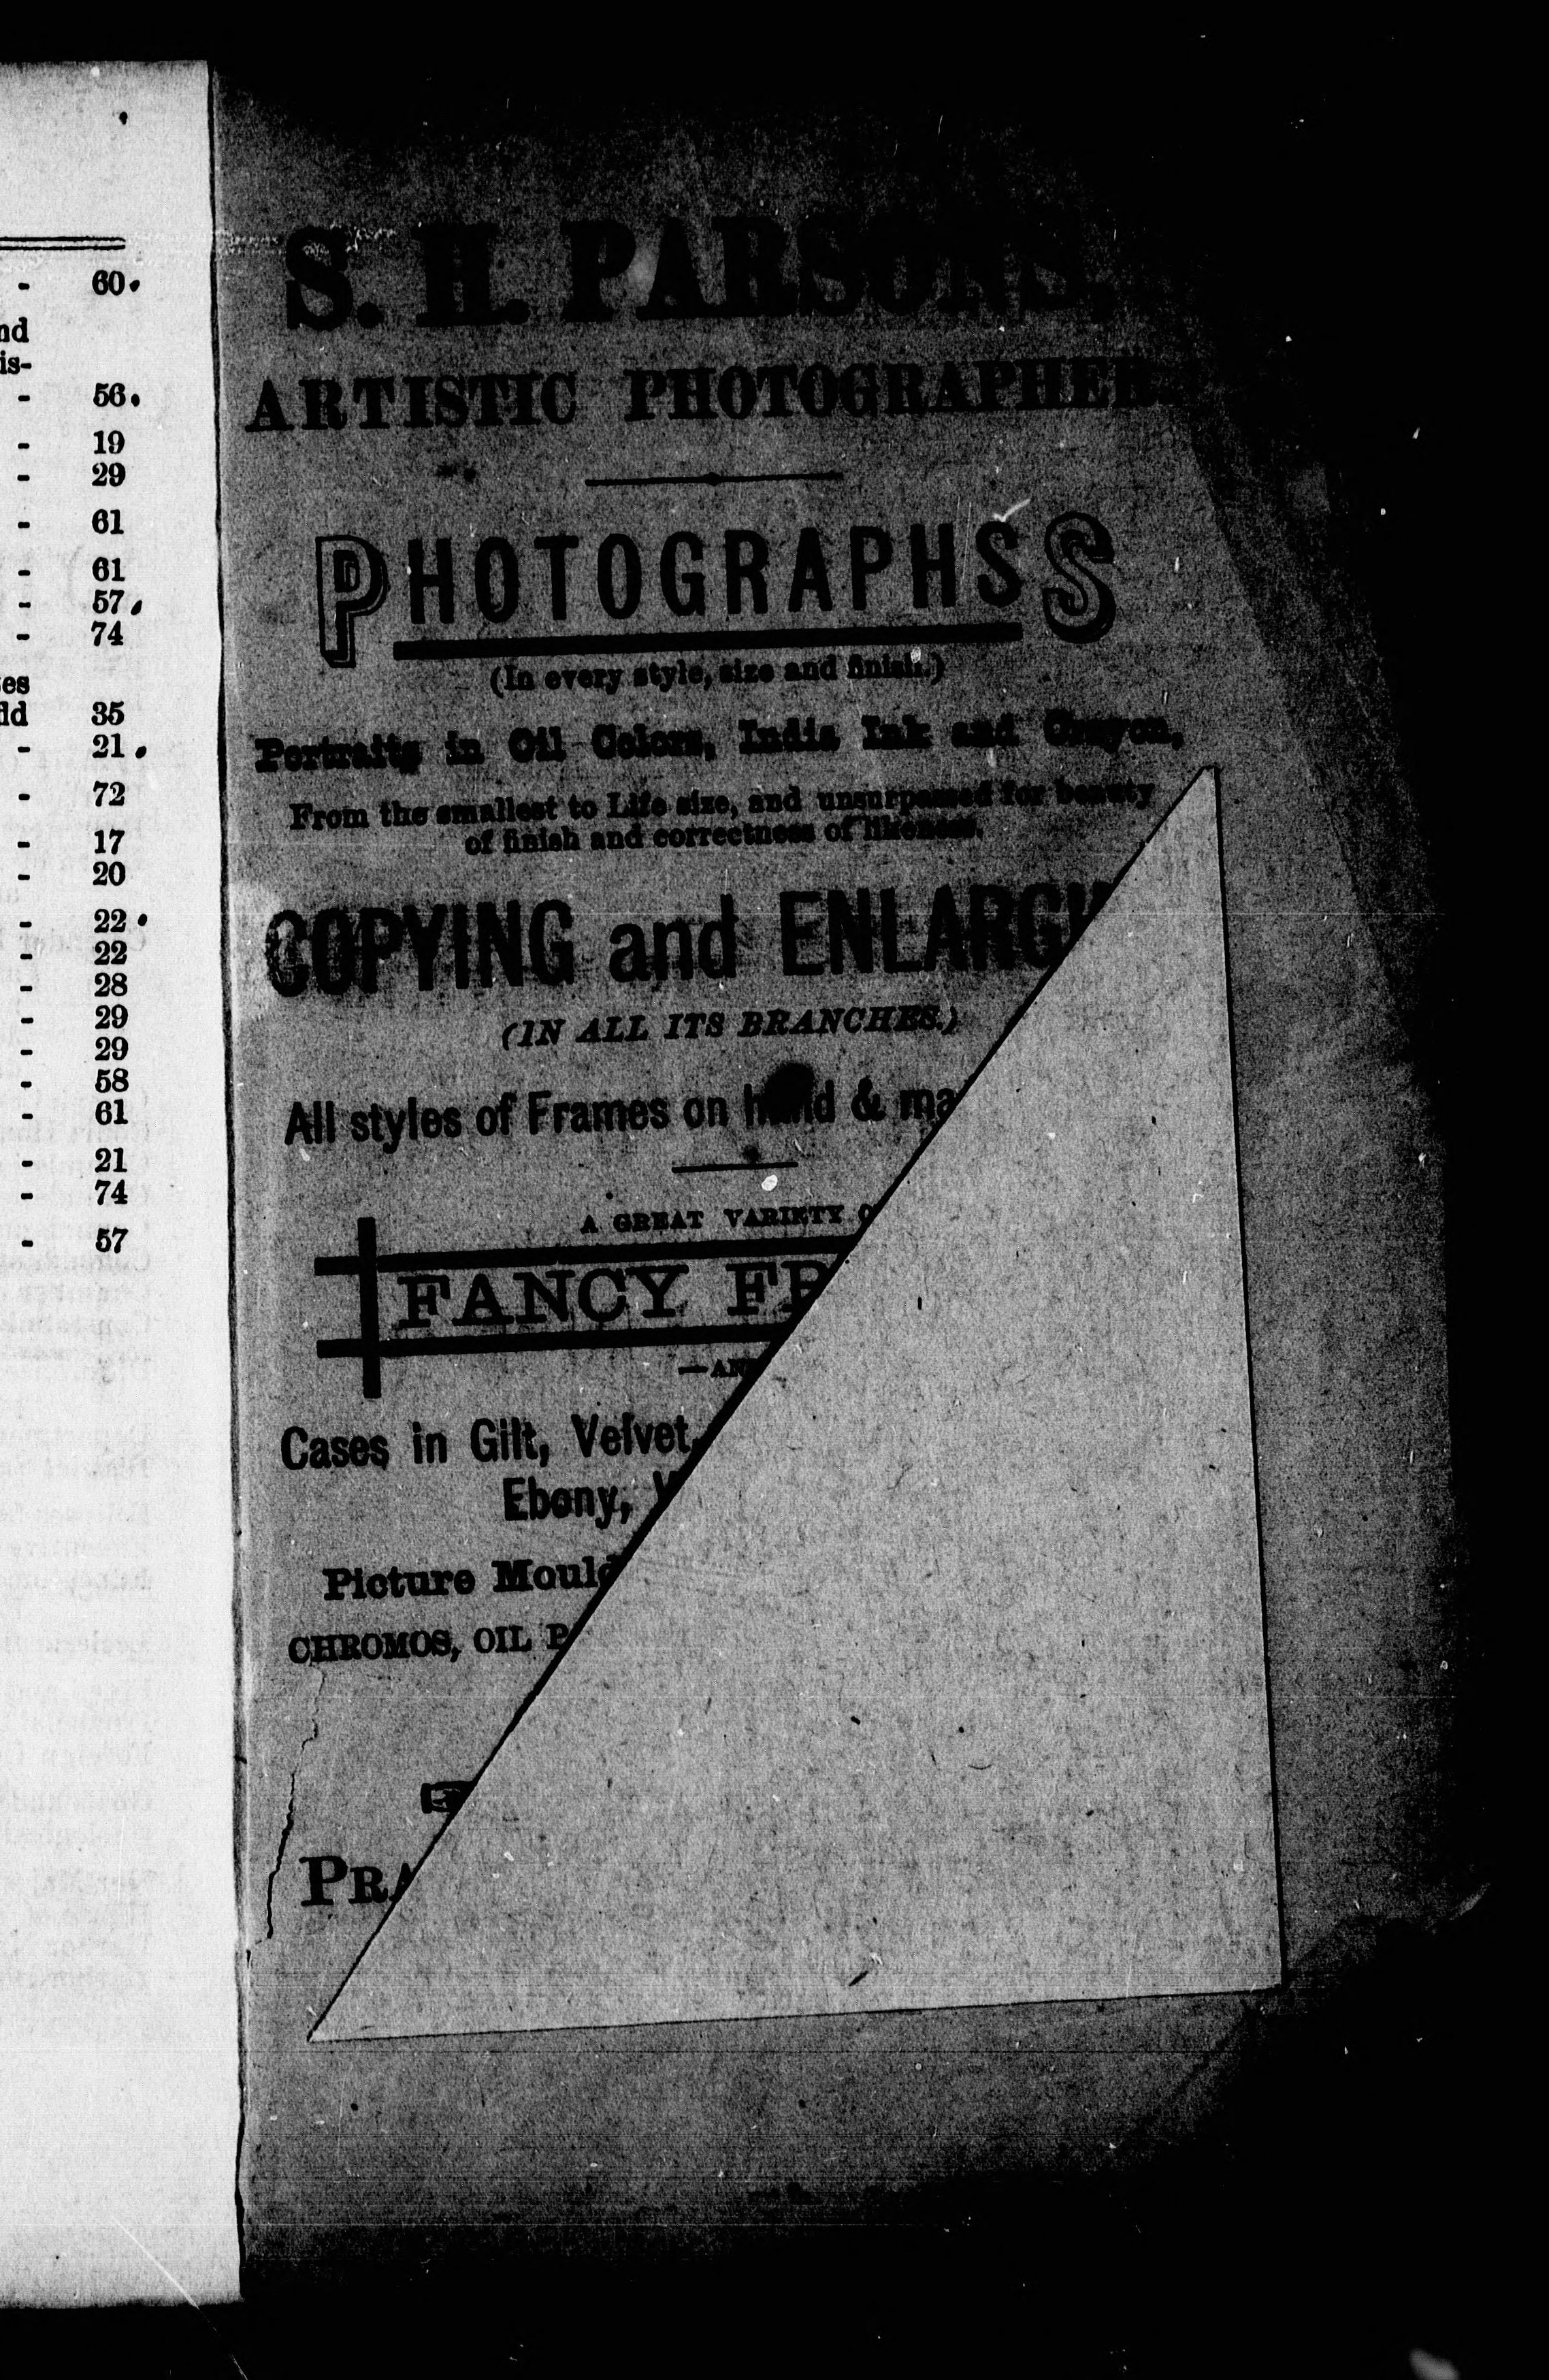 - 60.
nd
is-
- 56.
- 19
- 29
- 61
- 61
- 57.
- 74
es
dd 35
- 21.
- 72
- 17
- 20
- 22.
- 22
- 28
- 29
- 29
- 58
- 61
- 21
- 74
- 57
S. H. PARSONS,
ARTISTIC PHOTOGRAPHER.
PHOTOGRAPHS S
(In every style, size and finish.)
Portraits in Oil Colors, India Ink and Crayon,
From the smallest to Life size, and unsurpassed for beauty
of finish and correctness of likeness.
COPYING and ENLARGI
(IN ALL ITS BRANCHES.)
All styles of Frames on hand & ma
A GREAT VARIETY O
FANCY FR
—AN
Cases in Gilt, Velvet,
Ebony,
Picture Mould
CHROMOS, OIL P
PRA